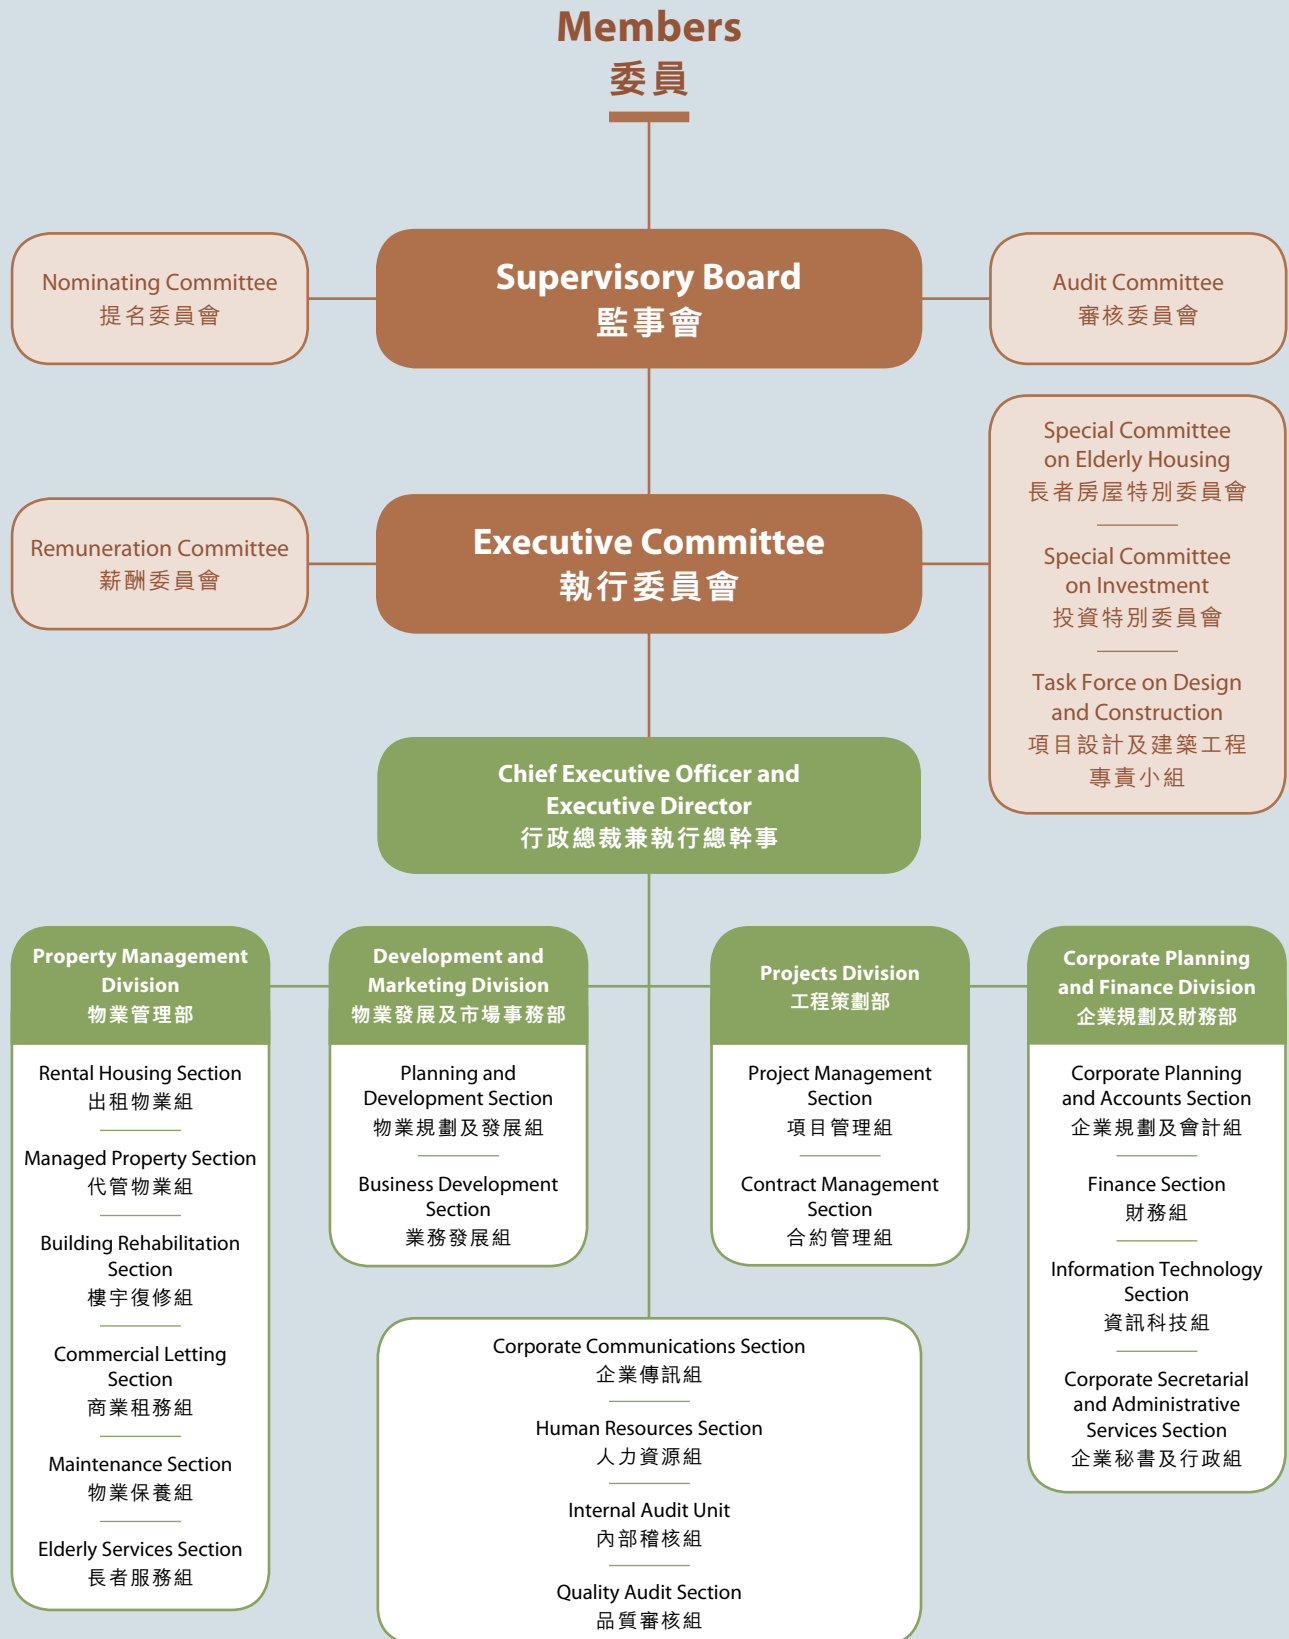 Members
委員
Nominating Committee
提名委員會
Supervisory Board
監事會
Audit Committee
審核委員會
Remuneration Committee
薪酬委員會
Executive Committee
執行委員會
Special Committee
on Elderly Housing
長者房屋特別委員會
Special Committee
on Investment
投資特別委員會
Task Force on Design
and Construction
項目設計及建築工程
專責小組
Chief Executive Officer and
Executive Director
行政總裁兼執行總幹事
Property Management
Division
物業管理部
Rental Housing Section
出租物業組
Managed Property Section
代管物業組
Building Rehabilitation
Section
樓宇復修組
Commercial Letting
Section
商業租務組
Maintenance Section
物業保養組
Elderly Services Section
長者服務組
Development and
Marketing Division
物業發展及市場事務部
Planning and
Development Section
物業規劃及發展組
Business Development
Section
業務發展組
Projects Division
工程策劃部
Project Management
Section
項目管理組
Contract Management
Section
合約管理組
Corporate Planning
and Finance Division
企業規劃及財務部
Corporate Planning
and Accounts Section
企業規劃及會計組
Finance Section
財務組
Information Technology
Section
資訊科技組
Corporate Secretarial
and Administrative
Services Section
企業秘書及行政組
Corporate Communications Section
企業傳訊組
Human Resources Section
人力資源組
Internal Audit Unit
內部稽核組
Quality Audit Section
品質審核組